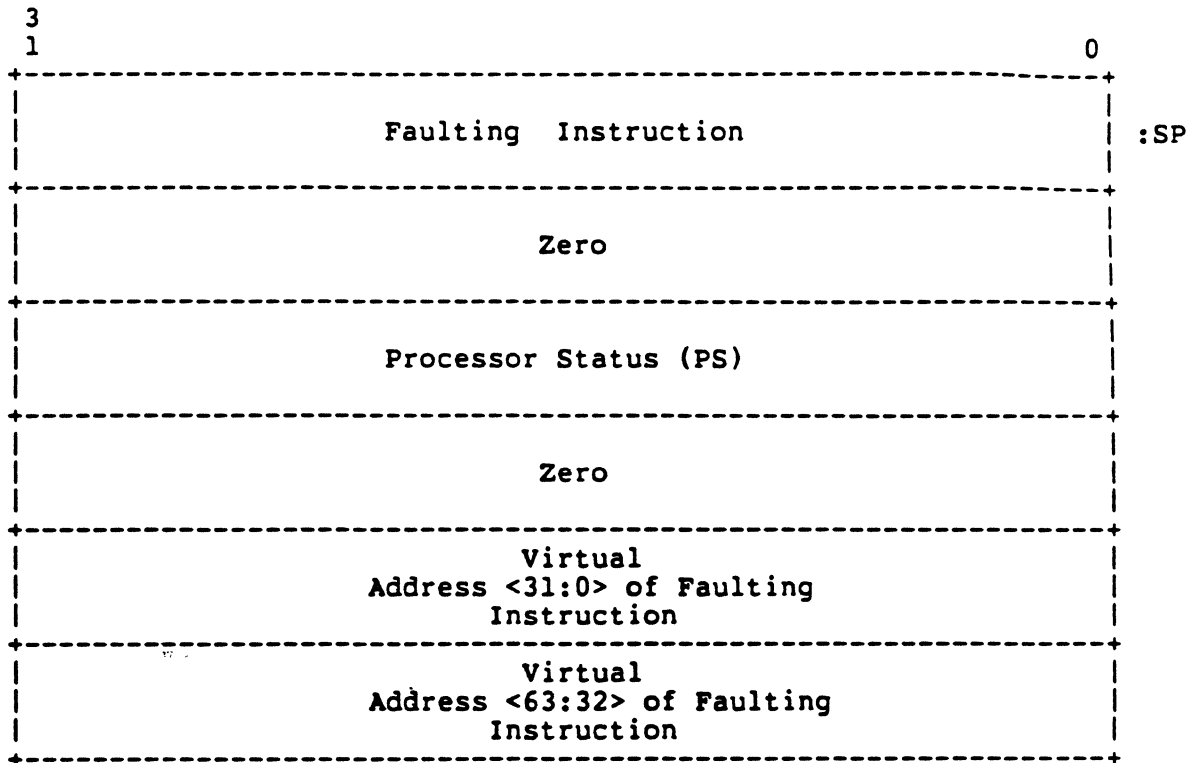 3
1 0
Faulting Instruction :SP
Zero
Processor Status (PS)
Zero
Virtual
Address <31:0> of Faulting
Instruction
Virtual
Address <63:32> of Faulting
Instruction